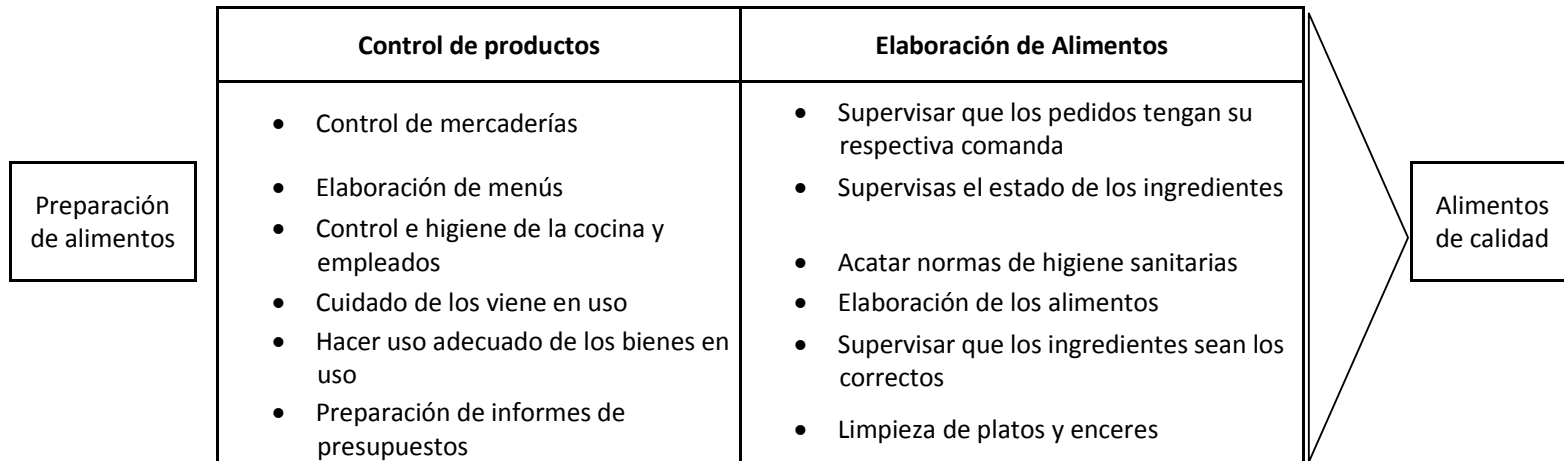 Preparación
de alimentos
Control de productos
• Control de mercaderías
• Elaboración de menús
• Control e higiene de la cocina y
empleados
• Cuidado de los viene en uso
• Hacer uso adecuado de los bienes en
uso
• Preparación de informes de
presupuestos
Elaboración de Alimentos
• Supervisar que los pedidos tengan su
respectiva comanda
• Supervisas el estado de los ingredientes
• Acatar normas de higiene sanitarias
• Elaboración de los alimentos
• Supervisar que los ingredientes sean los
correctos
• Limpieza de platos y enceres
Alimentos
de calidad